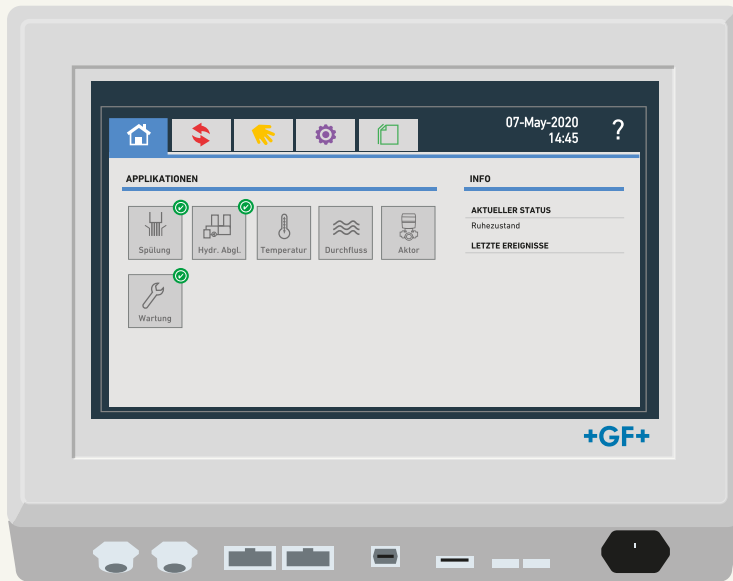 07-May-2020
14:45
?
APPLIKATIONEN
INFO
Spülung
Hydr. Abgl.
Temperatur
Durchfluss
Aktor
Wartung
AKTUELLER STATUS
Ruhezustand
LETZTE EREIGNISSE
+GF+